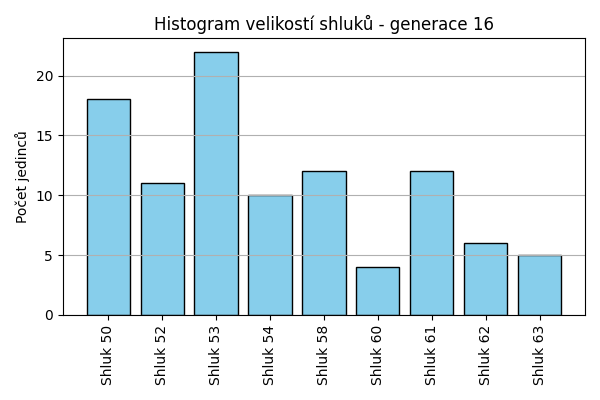 Histogram velikostí shluků - generace 16
Počet jedinců
20
15
10
5
0
Shluk 50
Shluk 52
Shluk 53
Shluk 54
Shluk 58
Shluk 60
Shluk 61
Shluk 62
Shluk 63